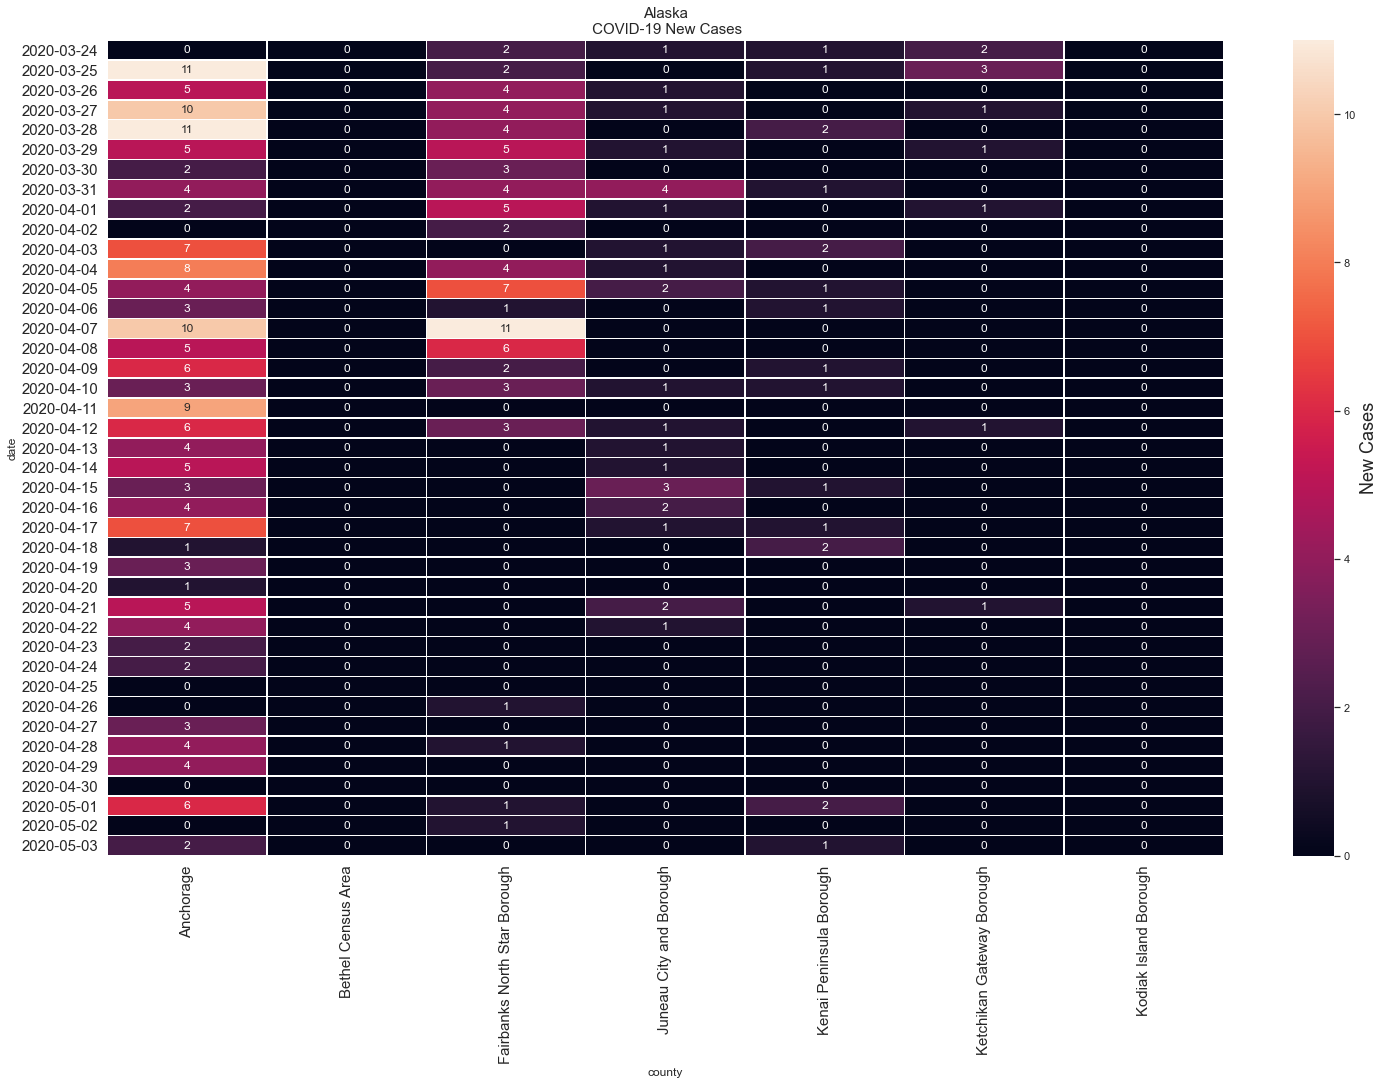 Alaska
COVID-19 New Cases
2020-03-24 0 0 2 1 1 2 0
2020-03-25 11 0 2 0 1 3 0
2020-03-26 5 0 4 1 0 0 0
2020-03-27 10 0 4 1 0 1 0
2020-03-28 11 0 4 0 2 0 0
2020-03-29 5 0 5 1 0 1 0
2020-03-30 2 0 3 0 0 0 0
2020-03-31 4 0 4 4 1 0 0
2020-04-01 2 0 5 1 0 1 0
2020-04-02 0 0 2 0 0 0 0
2020-04-03 7 0 0 1 2 0 0
2020-04-04 8 0 4 1 0 0 0
2020-04-05 4 0 7 2 1 0 0
2020-04-06 3 0 1 0 1 0 0
2020-04-07 10 0 11 0 0 0 0
2020-04-08 5 0 6 0 0 0 0
2020-04-09 6 0 2 0 1 0 0
2020-04-10 3 0 3 1 1 0 0
2020-04-11 9 0 0 0 0 0 0
2020-04-12 6 0 3 1 0 1 0
2020-04-13 4 0 0 1 0 0 0
2020-04-14 5 0 0 1 0 0 0
2020-04-15 3 0 0 3 1 0 0
2020-04-16 4 0 0 2 0 0 0
2020-04-17 7 0 0 1 1 0 0
2020-04-18 1 0 0 0 2 0 0
2020-04-19 3 0 0 0 0 0 0
2020-04-20 1 0 0 0 0 0 0
2020-04-21 5 0 0 2 0 1 0
2020-04-22 4 0 0 1 0 0 0
2020-04-23 2 0 0 0 0 0 0
2020-04-24 2 0 0 0 0 0 0
2020-04-25 0 0 0 0 0 0 0
2020-04-26 0 0 1 0 0 0 0
2020-04-27 3 0 0 0 0 0 0
2020-04-28 4 0 1 0 0 0 0
2020-04-29 4 0 0 0 0 0 0
2020-04-30 0 0 0 0 0 0 0
2020-05-01 6 0 1 0 2 0 0
2020-05-02 0 0 1 0 0 0 0
2020-05-03 2 0 0 0 1 0 0
date
Anchorage
Bethel Census Area
Fairbanks North Star Borough
Juneau City and Borough
Kenai Peninsula Borough
Ketchikan Gateway Borough
Kodiak Island Borough
county
10
8
6
4
2
0
New Cases